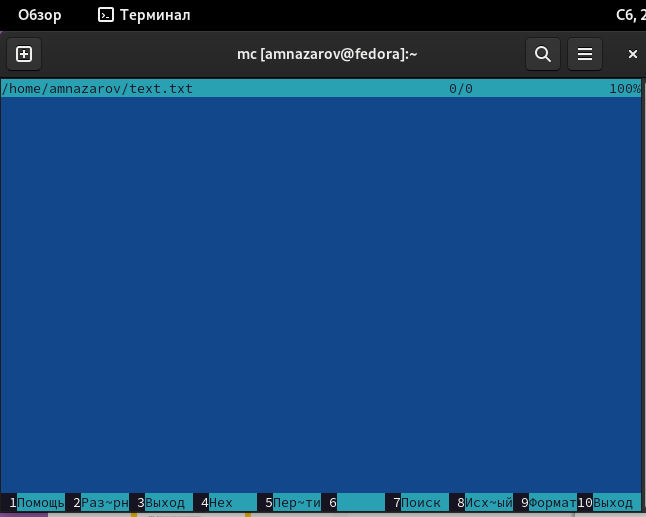 Обзор Терминал Сб, 2
mc [amnazarov@fedora]:~
/home/amnazarov/text.txt 0/0 100%
1Помощь 2Раз~рн 3Выход 4Hex 5Пер~ти 6 7Поиск 8Исх~ый 9Формат 10Выход